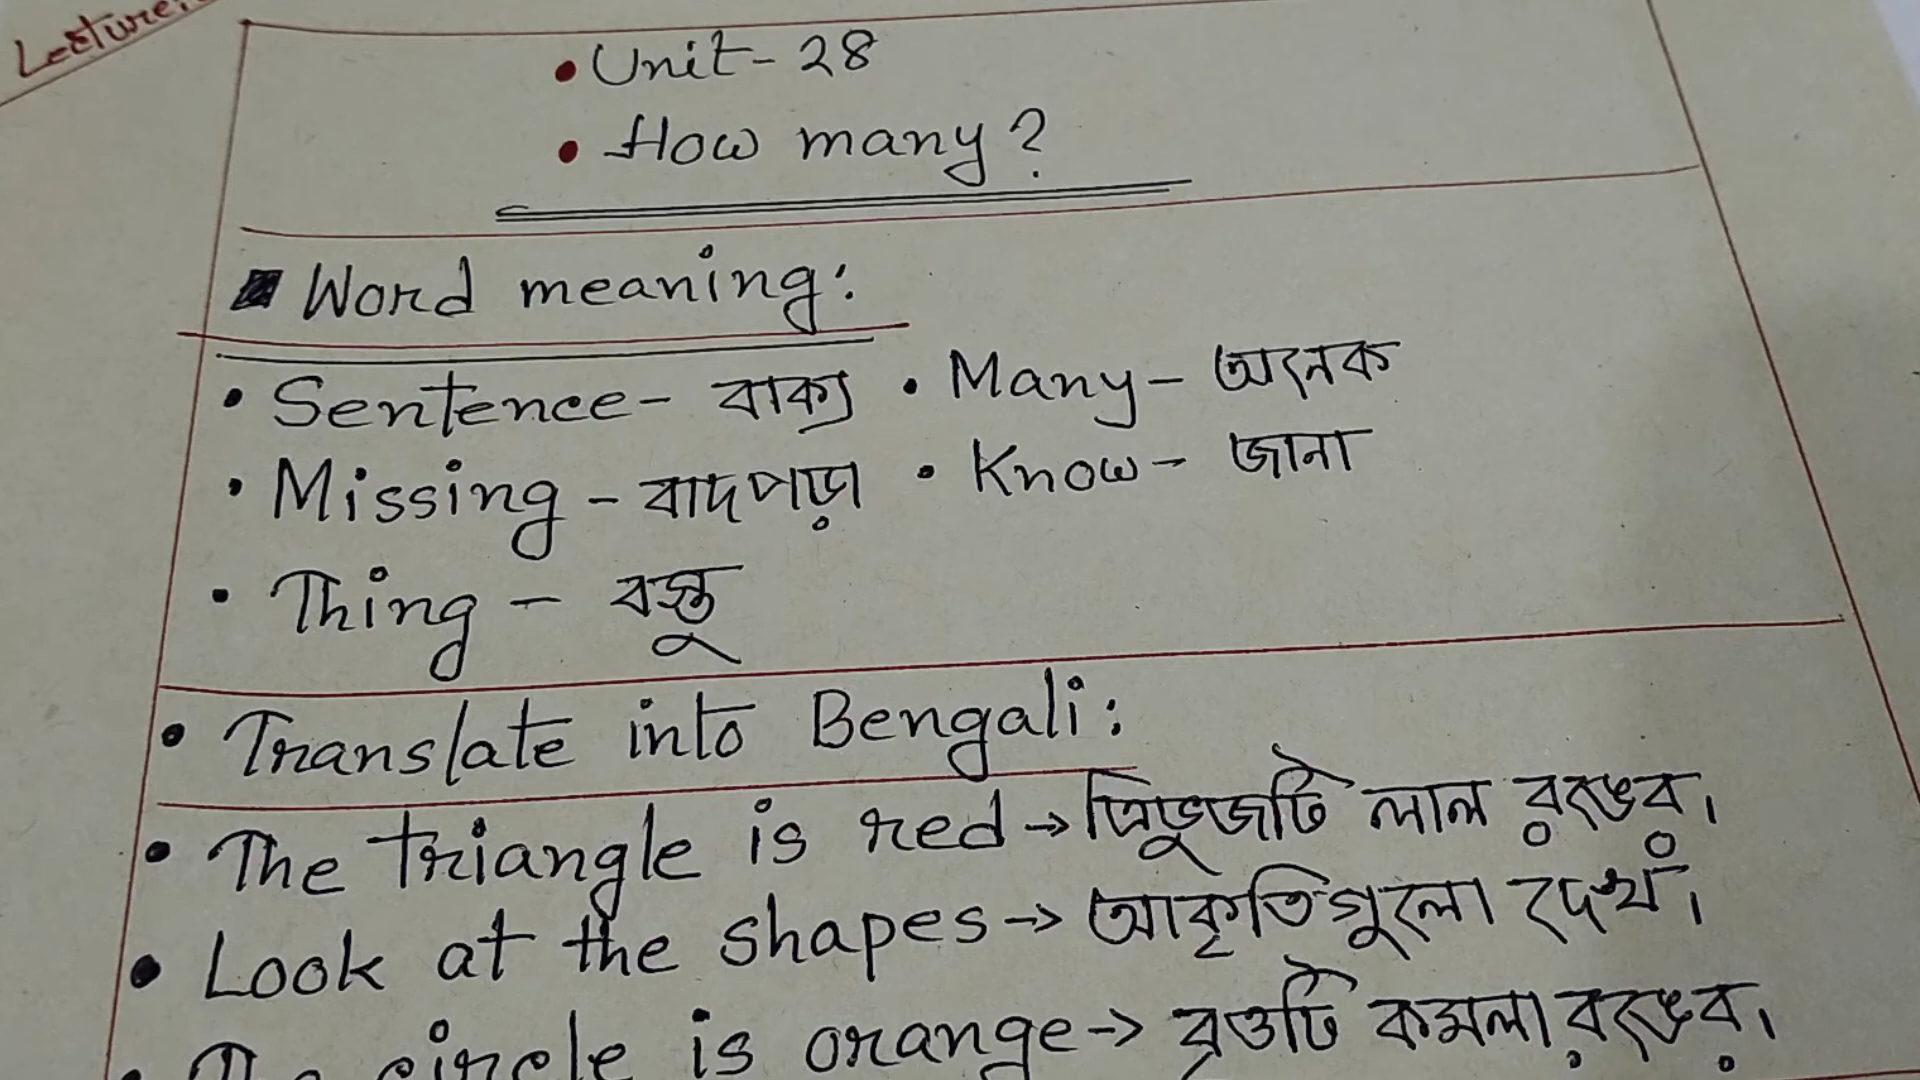 Lecture
• Unit - 28
• How many?
Word meaning:
• Sentence - বাক্য • Many - অনেক
• Missing - বাদপড়া • Know - জানা
• Thing - বস্তু
• Translate into Bengali:
• The triangle is red → ত্রিভুজটি লাল রঙের।
• Look at the shapes → আকৃতিগুলো দেখ।
• The circle is orange → বৃত্তটি কমলা রঙের।